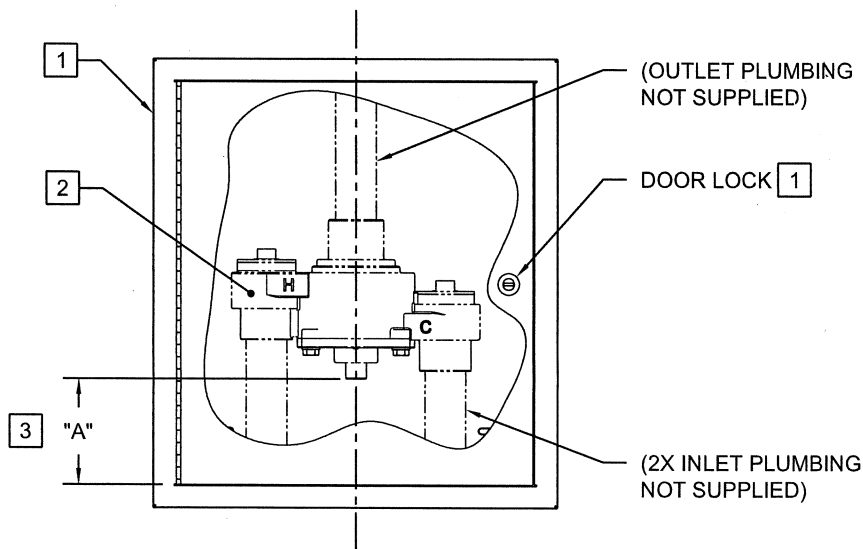 1
(OUTLET PLUMBING
NOT SUPPLIED)
2
DOOR LOCK 1
H
C
3 "A"
(2X INLET PLUMBING
NOT SUPPLIED)